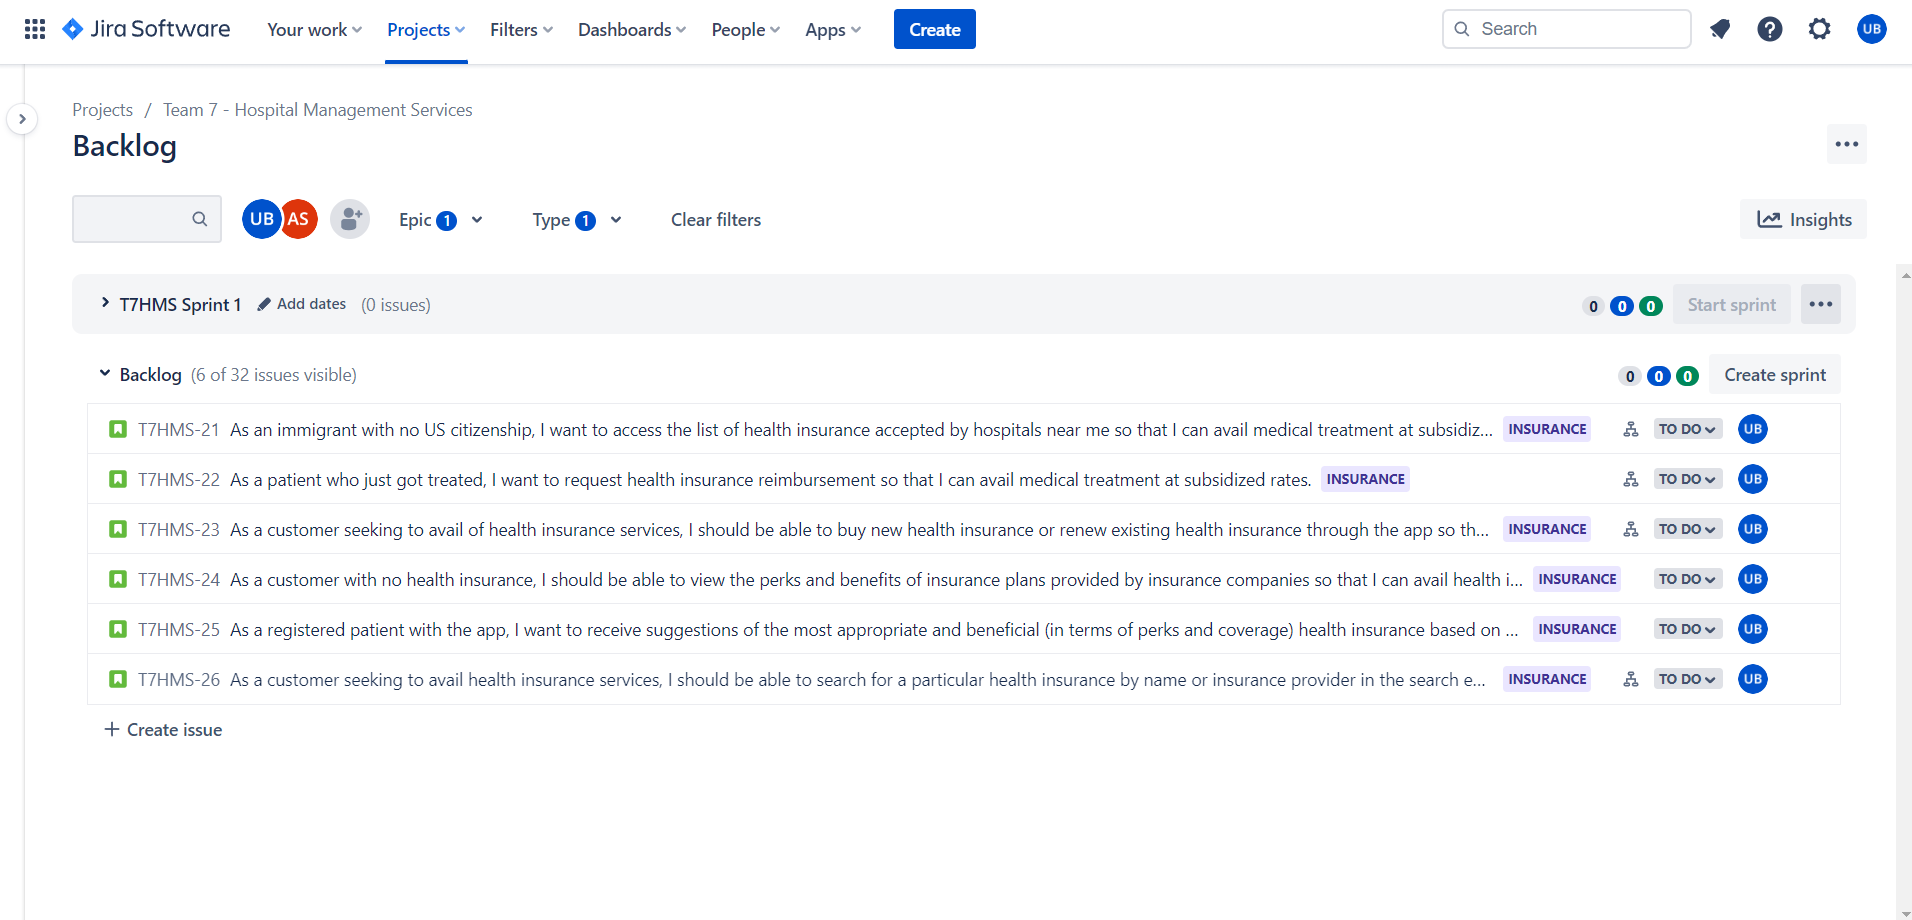 Jira Software Your work Projects Filters Dashboards People Apps Create Search UB
Projects / Team 7 - Hospital Management Services
Backlog
UB AS Epic 1 Type 1 Clear filters Insights
T7HMS Sprint 1 Add dates (0 issues) 0 0 0 Start sprint
Backlog (6 of 32 issues visible) 0 0 0 Create sprint
T7HMS-21 As an immigrant with no US citizenship, I want to access the list of health insurance accepted by hospitals near me so that I can avail medical treatment at subsidiz... INSURANCE TO DO UB
T7HMS-22 As a patient who just got treated, I want to request health insurance reimbursement so that I can avail medical treatment at subsidized rates. INSURANCE TO DO UB
T7HMS-23 As a customer seeking to avail of health insurance services, I should be able to buy new health insurance or renew existing health insurance through the app so th... INSURANCE TO DO UB
T7HMS-24 As a customer with no health insurance, I should be able to view the perks and benefits of insurance plans provided by insurance companies so that I can avail health i... INSURANCE TO DO UB
T7HMS-25 As a registered patient with the app, I want to receive suggestions of the most appropriate and beneficial (in terms of perks and coverage) health insurance based on ... INSURANCE TO DO UB
T7HMS-26 As a customer seeking to avail health insurance services, I should be able to search for a particular health insurance by name or insurance provider in the search e... INSURANCE TO DO UB
Create issue